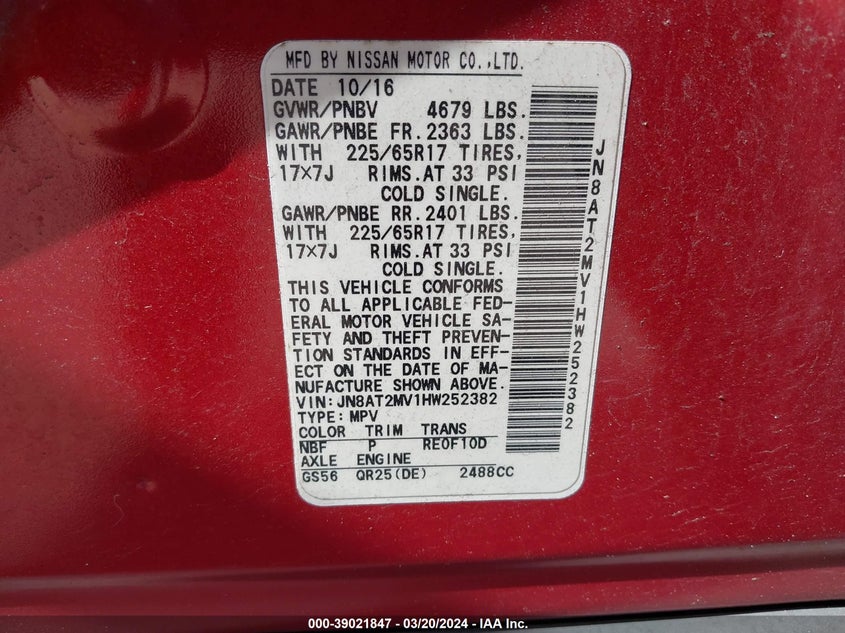 MFD BY NISSAN MOTOR CO.,LTD.
DATE 10/16
GVWR/PNBV 4679 LBS.
GAWR/PNBE FR. 2363 LBS.
WITH 225/65R17 TIRES,
17×7J RIMS.AT 33 PSI
COLD SINGLE.
GAWR/PNBE RR. 2401 LBS.
WITH 225/65R17 TIRES,
17×7J RIMS.AT 33 PSI
COLD SINGLE.
THIS VEHICLE CONFORMS
TO ALL APPLICABLE FED-
ERAL MOTOR VEHICLE SA-
FETY AND THEFT PREVEN-
TION STANDARDS IN EFF-
ECT ON THE DATE OF MA-
NUFACTURE SHOWN ABOVE.
VIN:JN8AT2MV1HW252382
TYPE:MPV
COLOR TRIM TRANS
NBF P RE0F10D
AXLE ENGINE
GS56 QR25(DE) 2488CC
JN8AT2MV1HW252382
000-39021847 — 03/20/2024 — IAA Inc.